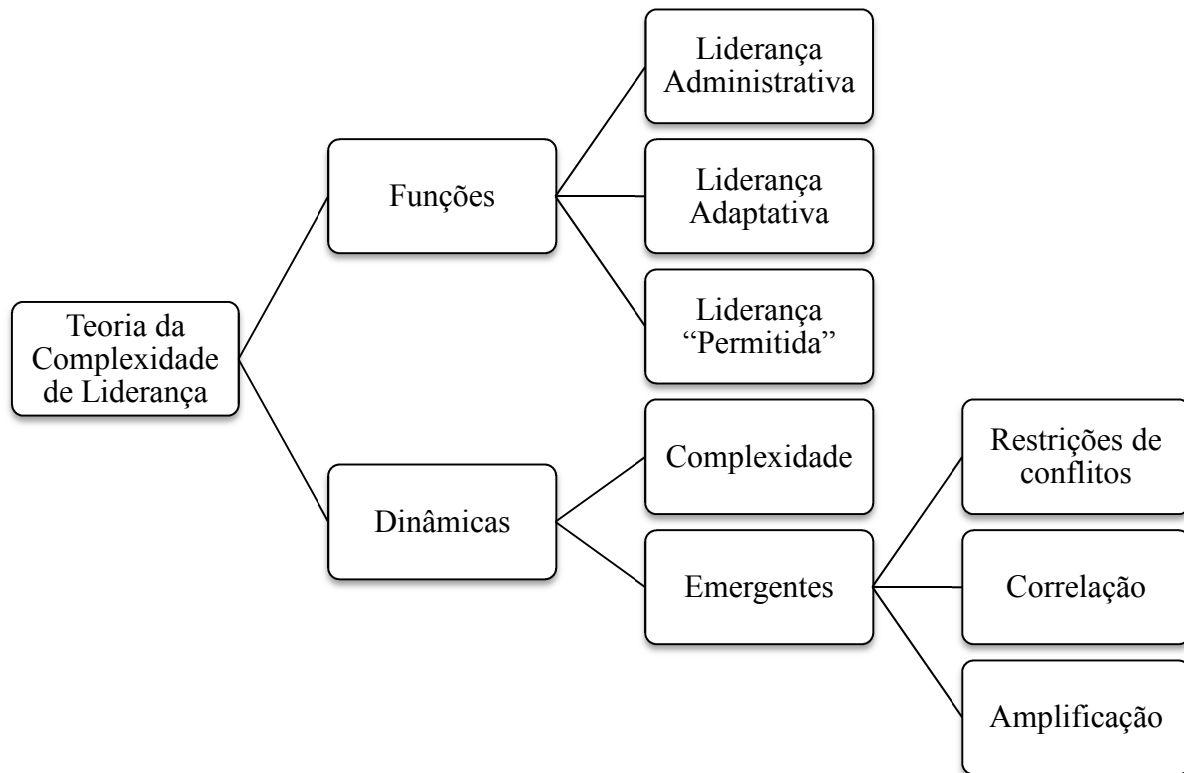 Liderança
Administrativa
Funções
Liderança
Adaptativa
Liderança
“Permitida”
Teoria da
Complexidade
de Liderança
Complexidade
Restrições de
conflitos
Dinâmicas
Emergentes
Correlação
Amplificação